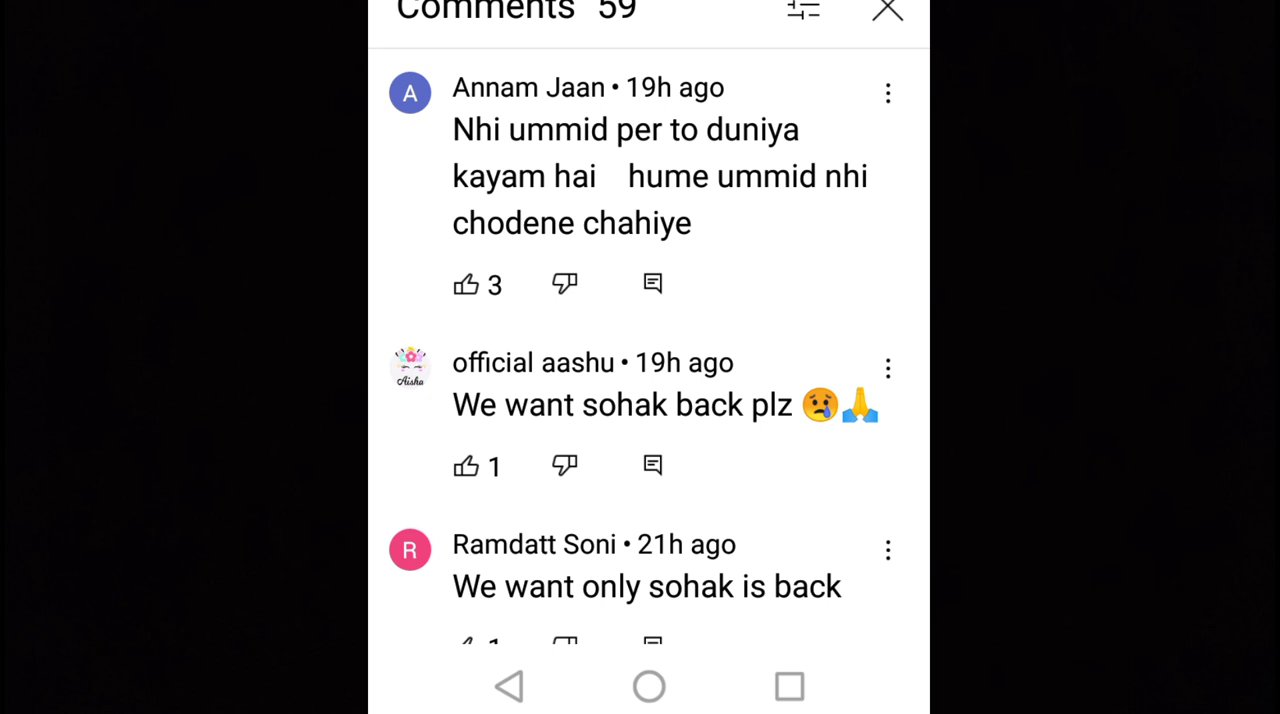 Comments 59
A
Annam Jaan • 19h ago
Nhi ummid per to duniya
kayam hai hume ummid nhi
chodene chahiye
3
Aisha
official aashu • 19h ago
We want sohak back plz 😢🙏
1
R
Ramdatt Soni • 21h ago
We want only sohak is back
1